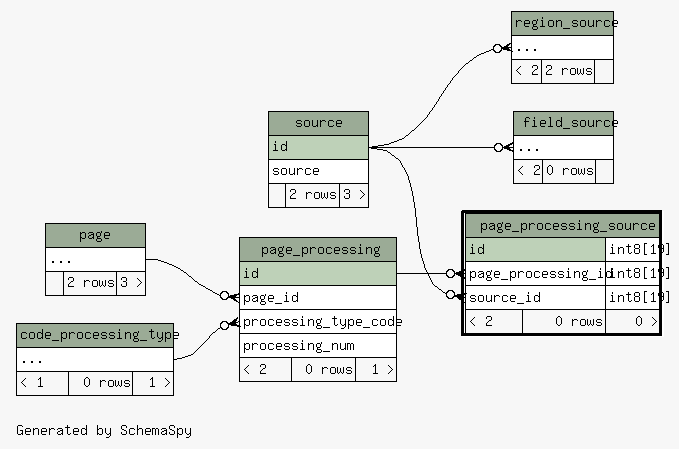 region_source
...
< 2 2 rows
source
id
source
2 rows 3 >
field_source
...
< 2 0 rows
page
...
2 rows 3 >
page_processing
id
page_id
processing_type_code
processing_num
< 2 0 rows 1 >
page_processing_source
id int8[19]
page_processing_id int8[19]
source_id int8[19]
< 2 0 rows 0 >
code_processing_type
...
< 1 0 rows 1 >
Generated by SchemaSpy